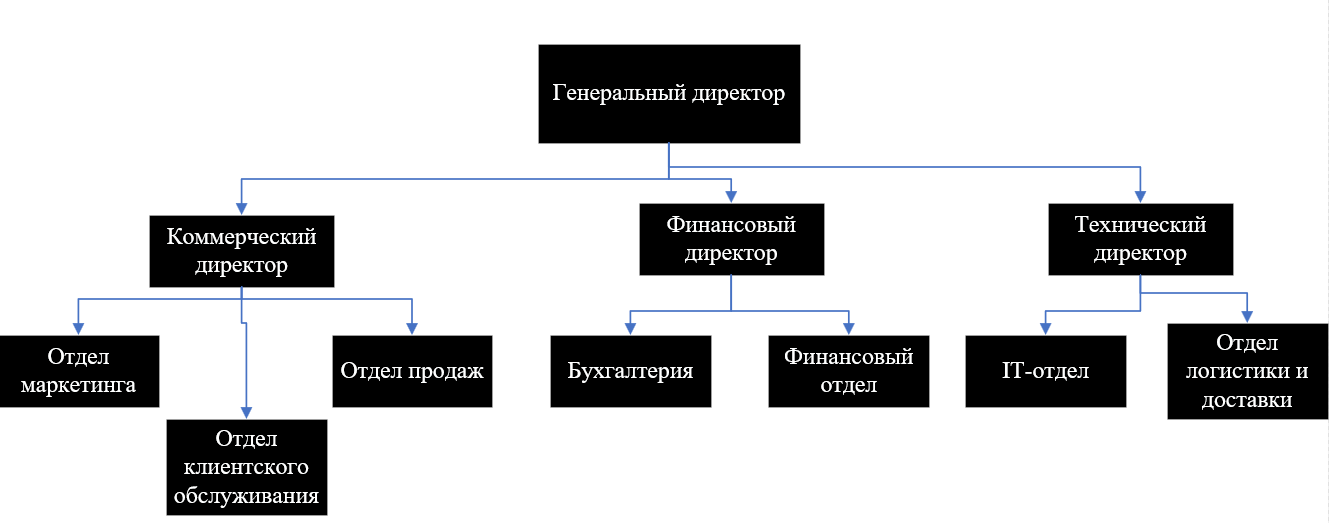 Генеральный директор
Коммерческий
директор
Финансовый
директор
Технический
директор
Отдел
маркетинга
Отдел
клиентского
обслуживания
Отдел продаж
Бухгалтерия
Финансовый
отдел
IT-отдел
Отдел
логистики и
доставки